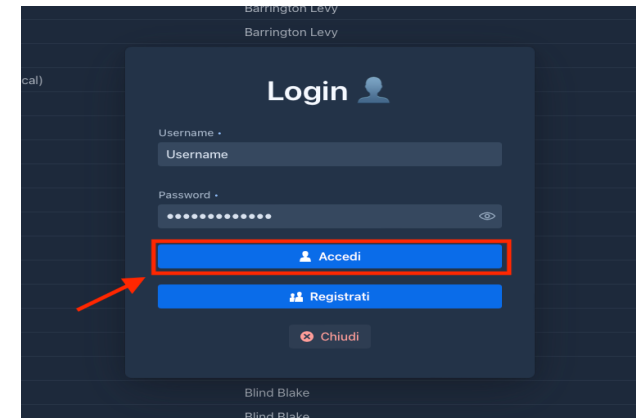 Barrington Levy
Barrington Levy
cal)
Login
Username •
Username
Password •
Accedi
Registrati
Chiudi
Blind Blake
Blind Blake